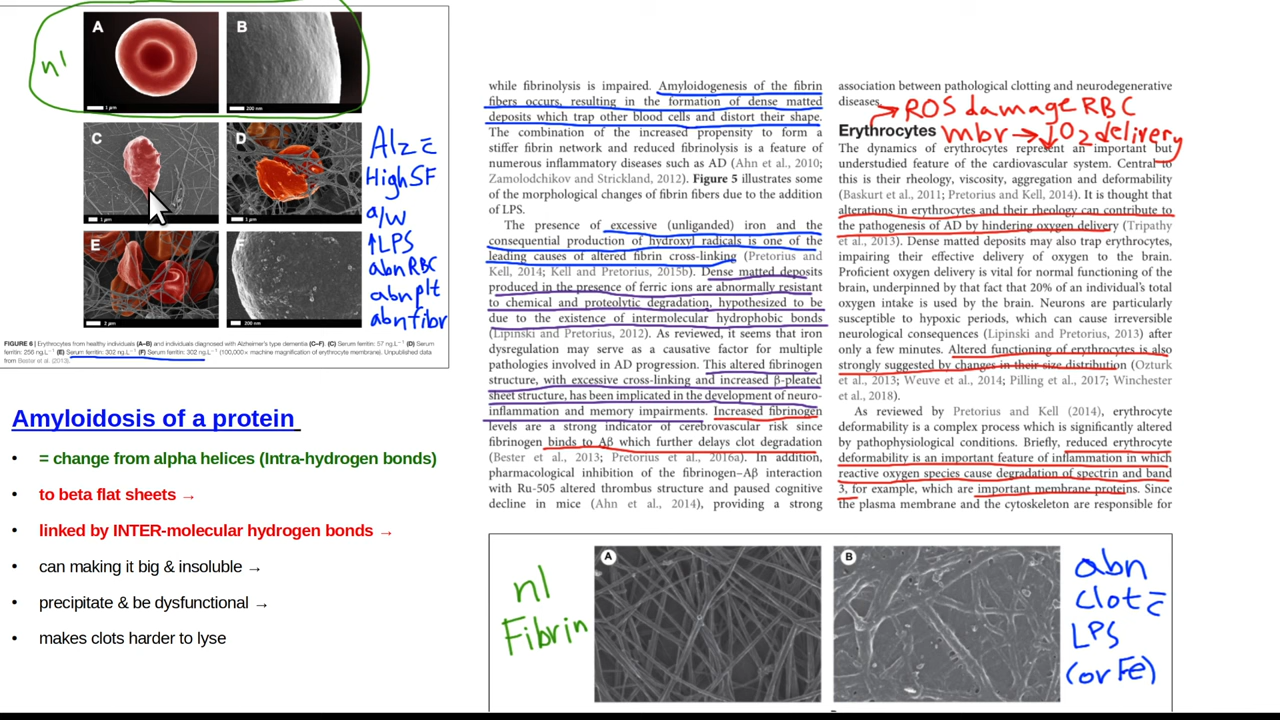 nl
A
B
1 µm
200 nm
C
D
1 µm
1 µm
E
F
2 µm
200 nm
Alz c̄
High SF
a/w
↑LPS
abn RBC
abn plt
abn fibr
FIGURE 6 | Erythrocytes from healthy individuals (A–B) and individuals diagnosed with Alzheimer's type dementia (C–F). (C) Serum ferritin: 57 ng.L⁻¹ (D) Serum
ferritin: 256 ng.L⁻¹ (E) Serum ferritin: 302 ng.L⁻¹ (F) Serum ferritin: 302 ng.L⁻¹ (100,000× machine magnification of erythrocyte membrane). Unpublished data
from Bester et al. (2013).
Amyloidosis of a protein
• = change from alpha helices (Intra-hydrogen bonds)
• to beta flat sheets →
• linked by INTER-molecular hydrogen bonds →
• can making it big & insoluble →
• precipitate & be dysfunctional →
• makes clots harder to lyse
while fibrinolysis is impaired. Amyloidogenesis of the fibrin
fibers occurs, resulting in the formation of dense matted
deposits which trap other blood cells and distort their shape.
The combination of the increased propensity to form a
stiffer fibrin network and reduced fibrinolysis is a feature of
numerous inflammatory diseases such as AD (Ahn et al., 2010;
Zamolodchikov and Strickland, 2012). Figure 5 illustrates some
of the morphological changes of fibrin fibers due to the addition
of LPS.
The presence of excessive (unliganded) iron and the
consequential production of hydroxyl radicals is one of the
leading causes of altered fibrin cross-linking (Pretorius and
Kell, 2014; Kell and Pretorius, 2015b). Dense matted deposits
produced in the presence of ferric ions are abnormally resistant
to chemical and proteolytic degradation, hypothesized to be
due to the existence of intermolecular hydrophobic bonds
(Lipinski and Pretorius, 2012). As reviewed, it seems that iron
dysregulation may serve as a causative factor for multiple
pathologies involved in AD progression. This altered fibrinogen
structure, with excessive cross-linking and increased β-pleated
sheet structure, has been implicated in the development of neuro-
inflammation and memory impairments. Increased fibrinogen
levels are a strong indicator of cerebrovascular risk since
fibrinogen binds to Aβ which further delays clot degradation
(Bester et al., 2013; Pretorius et al., 2016a). In addition,
pharmacological inhibition of the fibrinogen–Aβ interaction
with Ru-505 altered thrombus structure and paused cognitive
decline in mice (Ahn et al., 2014), providing a strong
association between pathological clotting and neurodegenerative
diseases.
→ ROS damage RBC
Erythrocytes mbr → ↓O2 delivery
The dynamics of erythrocytes represent an important but
understudied feature of the cardiovascular system. Central to
this is their rheology, viscosity, aggregation and deformability
(Baskurt et al., 2011; Pretorius and Kell, 2014). It is thought that
alterations in erythrocytes and their rheology can contribute to
the pathogenesis of AD by hindering oxygen delivery (Tripathy
et al., 2013). Dense matted deposits may also trap erythrocytes,
impairing their effective delivery of oxygen to the brain.
Proficient oxygen delivery is vital for normal functioning of the
brain, underpinned by that fact that 20% of an individual's total
oxygen intake is used by the brain. Neurons are particularly
susceptible to hypoxic periods, which can cause irreversible
neurological consequences (Lipinski and Pretorius, 2013) after
only a few minutes. Altered functioning of erythrocytes is also
strongly suggested by changes in their size distribution (Ozturk
et al., 2013; Weuve et al., 2014; Pilling et al., 2017; Winchester
et al., 2018).
As reviewed by Pretorius and Kell (2014), erythrocyte
deformability is a complex process which is significantly altered
by pathophysiological conditions. Briefly, reduced erythrocyte
deformability is an important feature of inflammation in which
reactive oxygen species cause degradation of spectrin and band
3, for example, which are important membrane proteins. Since
the plasma membrane and the cytoskeleton are responsible for
nl
Fibrin
A
B
abn
clot c̄
LPS
(or Fe)